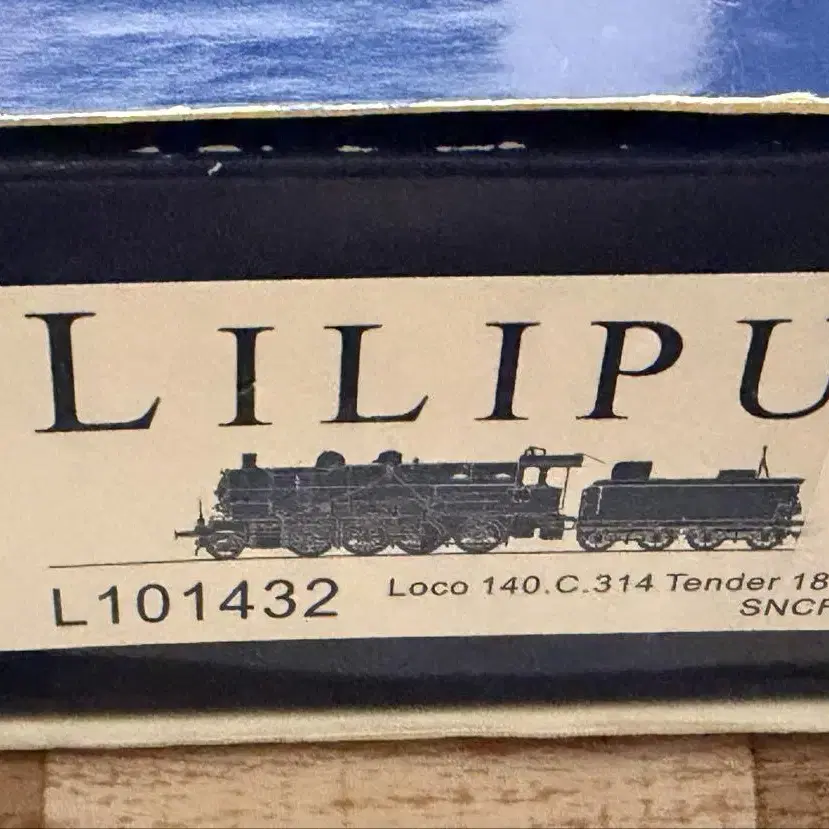 LILIPU
L101432
Loco 140.C.314 Tender 18
SNCF